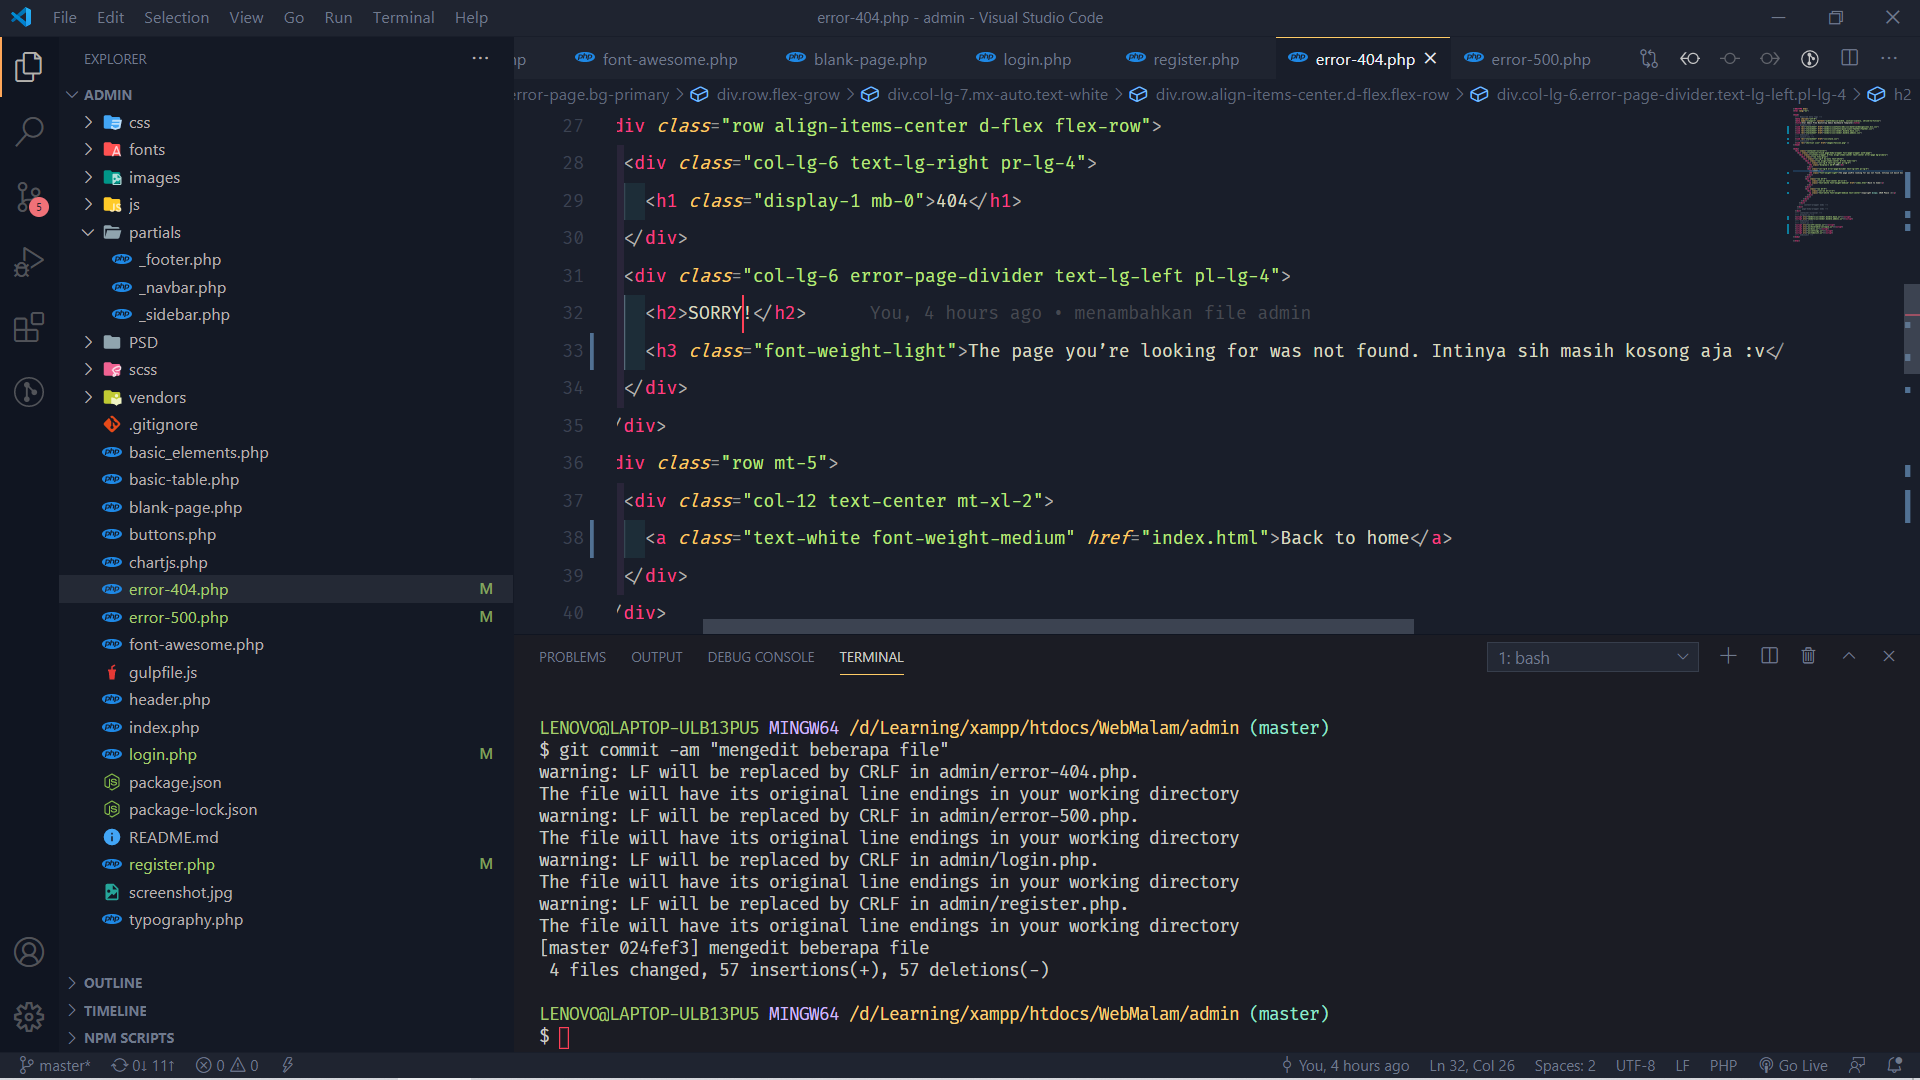 File Edit Selection View Go Run Terminal Help
error-404.php - admin - Visual Studio Code
EXPLORER
ADMIN
css
fonts
images
js
partials
_footer.php
_navbar.php
_sidebar.php
PSD
scss
vendors
.gitignore
basic_elements.php
basic-table.php
blank-page.php
buttons.php
chartjs.php
error-404.php M
error-500.php M
font-awesome.php
gulpfile.js
header.php
index.php
login.php M
package.json
package-lock.json
README.md
register.php M
screenshot.jpg
typography.php
OUTLINE
TIMELINE
NPM SCRIPTS
5
font-awesome.php blank-page.php login.php register.php error-404.php error-500.php
error-page.bg-primary > div.row.flex-grow > div.col-lg-7.mx-auto.text-white > div.row.align-items-center.d-flex.flex-row > div.col-lg-6.error-page-divider.text-lg-left.pl-lg-4 > h2
27 div class="row align-items-center d-flex flex-row">
28 <div class="col-lg-6 text-lg-right pr-lg-4">
29 <h1 class="display-1 mb-0">404</h1>
30 </div>
31 <div class="col-lg-6 error-page-divider text-lg-left pl-lg-4">
32 <h2>SORRY!</h2> You, 4 hours ago • menambahkan file admin
33 <h3 class="font-weight-light">The page you’re looking for was not found. Intinya sih masih kosong aja :v</
34 </div>
35 /div>
36 div class="row mt-5">
37 <div class="col-12 text-center mt-xl-2">
38 <a class="text-white font-weight-medium" href="index.html">Back to home</a>
39 </div>
40 /div>
PROBLEMS OUTPUT DEBUG CONSOLE TERMINAL
1: bash
LENOVO@LAPTOP-ULB13PU5 MINGW64 /d/Learning/xampp/htdocs/WebMalam/admin (master)
$ git commit -am "mengedit beberapa file"
warning: LF will be replaced by CRLF in admin/error-404.php.
The file will have its original line endings in your working directory
warning: LF will be replaced by CRLF in admin/error-500.php.
The file will have its original line endings in your working directory
warning: LF will be replaced by CRLF in admin/login.php.
The file will have its original line endings in your working directory
warning: LF will be replaced by CRLF in admin/register.php.
The file will have its original line endings in your working directory
[master 024fef3] mengedit beberapa file
4 files changed, 57 insertions(+), 57 deletions(-)
LENOVO@LAPTOP-ULB13PU5 MINGW64 /d/Learning/xampp/htdocs/WebMalam/admin (master)
$
master* 0↓ 11↑ 0 0 You, 4 hours ago Ln 32, Col 26 Spaces: 2 UTF-8 LF PHP Go Live